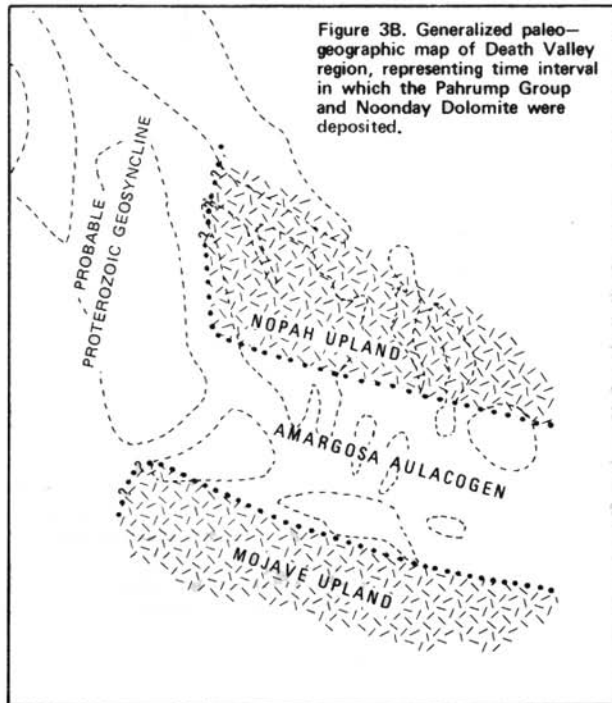 Figure 3B. Generalized paleo—
geographic map of Death Valley
region, representing time interval
in which the Pahrump Group
and Noonday Dolomite were
deposited.
PROBABLE
PROTEROZOIC GEOSYNCLINE
?
?
?
NOPAH UPLAND
AMARGOSA AULACOGEN
?
?
MOJAVE UPLAND